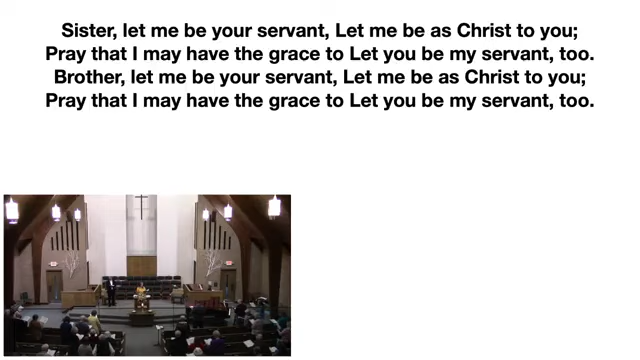 Sister, let me be your servant, Let me be as Christ to you;
Pray that I may have the grace to Let you be my servant, too.
Brother, let me be your servant, Let me be as Christ to you;
Pray that I may have the grace to Let you be my servant, too.